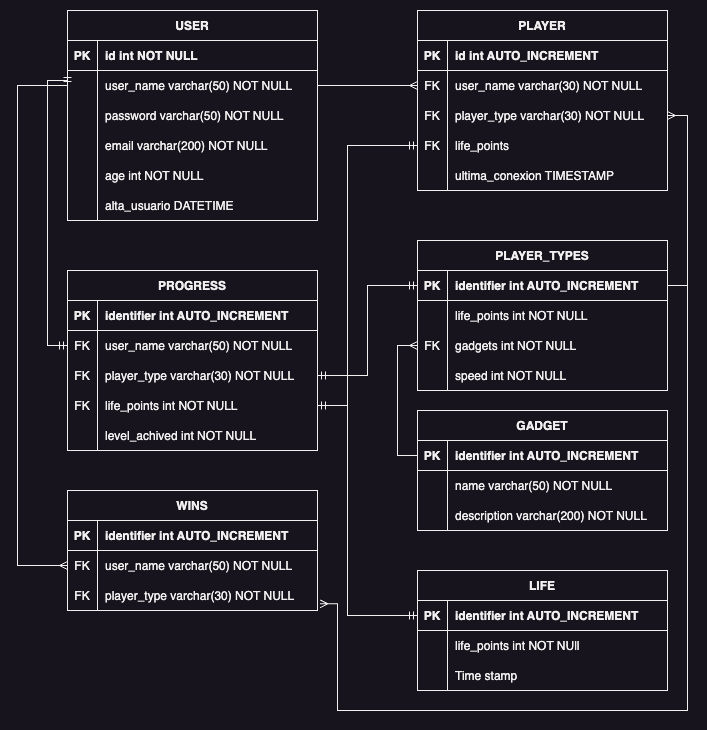 USER
PK id int NOT NULL
user_name varchar(50) NOT NULL
password varchar(50) NOT NULL
email varchar(200) NOT NULL
age int NOT NULL
alta_usuario DATETIME
PLAYER
PK id int AUTO_INCREMENT
FK user_name varchar(30) NOT NULL
FK player_type varchar(30) NOT NULL
FK life_points
ultima_conexion TIMESTAMP
PROGRESS
PK identifier int AUTO_INCREMENT
FK user_name varchar(50) NOT NULL
FK player_type varchar(30) NOT NULL
FK life_points int NOT NULL
level_achived int NOT NULL
PLAYER_TYPES
PK identifier int AUTO_INCREMENT
life_points int NOT NULL
FK gadgets int NOT NULL
speed int NOT NULL
GADGET
PK identifier int AUTO_INCREMENT
name varchar(50) NOT NULL
description varchar(200) NOT NULL
WINS
PK identifier int AUTO_INCREMENT
FK user_name varchar(50) NOT NULL
FK player_type varchar(30) NOT NULL
LIFE
PK identifier int AUTO_INCREMENT
life_points int NOT NUll
Time stamp